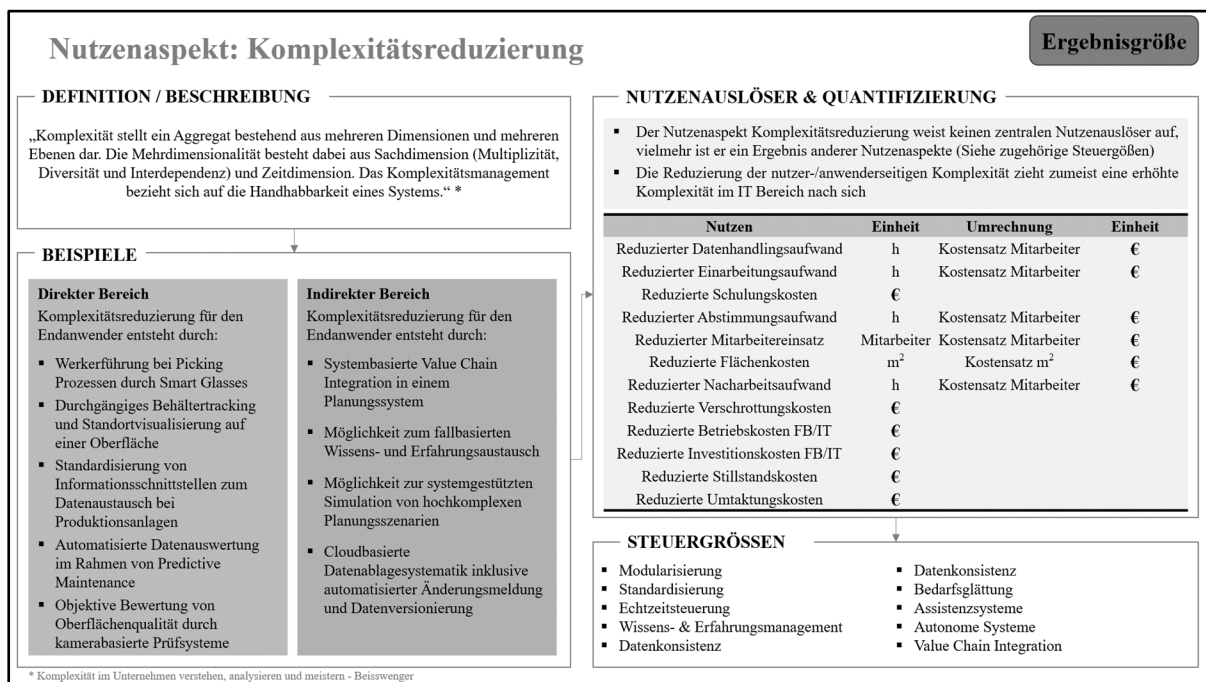 Nutzenaspekt: Komplexitätsreduzierung
Ergebnisgröße
DEFINITION / BESCHREIBUNG
„Komplexität stellt ein Aggregat bestehend aus mehreren Dimensionen und mehreren
Ebenen dar. Die Mehrdimensionalität besteht dabei aus Sachdimension (Multiplizität,
Diversität und Interdependenz) und Zeitdimension. Das Komplexitätsmanagement
bezieht sich auf die Handhabbarkeit eines Systems.“ *
BEISPIELE
Direkter Bereich
Komplexitätsreduzierung für den
Endanwender entsteht durch:
▪ Werkerführung bei Picking
Prozessen durch Smart Glasses
▪ Durchgängiges Behältertracking
und Standortvisualisierung auf
einer Oberfläche
▪ Standardisierung von
Informationsschnittstellen zum
Datenaustausch bei
Produktionsanlagen
▪ Automatisierte Datenauswertung
im Rahmen von Predictive
Maintenance
▪ Objektive Bewertung von
Oberflächenqualität durch
kamerabasierte Prüfsysteme
Indirekter Bereich
Komplexitätsreduzierung für den
Endanwender entsteht durch:
▪ Systembasierte Value Chain
Integration in einem
Planungssystem
▪ Möglichkeit zum fallbasierten
Wissens- und Erfahrungsaustausch
▪ Möglichkeit zur systemgestützten
Simulation von hochkomplexen
Planungsszenarien
▪ Cloudbasierte
Datenablagesystematik inklusive
automatisierter Änderungsmeldung
und Datenversionierung
NUTZENAUSLÖSER & QUANTIFIZIERUNG
▪ Der Nutzenaspekt Komplexitätsreduzierung weist keinen zentralen Nutzenauslöser auf,
vielmehr ist er ein Ergebnis anderer Nutzenaspekte (Siehe zugehörige Steuergößen)
▪ Die Reduzierung der nutzer-/anwenderseitigen Komplexität zieht zumeist eine erhöhte
Komplexität im IT Bereich nach sich
Nutzen Einheit Umrechnung Einheit
Reduzierter Datenhandlingsaufwand h Kostensatz Mitarbeiter €
Reduzierter Einarbeitungsaufwand h Kostensatz Mitarbeiter €
Reduzierte Schulungskosten €
Reduzierter Abstimmungsaufwand h Kostensatz Mitarbeiter €
Reduzierter Mitarbeitereinsatz Mitarbeiter Kostensatz Mitarbeiter €
Reduzierte Flächenkosten m² Kostensatz m² €
Reduzierter Nacharbeitsaufwand h Kostensatz Mitarbeiter €
Reduzierte Verschrottungskosten €
Reduzierte Betriebskosten FB/IT €
Reduzierte Investitionskosten FB/IT €
Reduzierte Stillstandskosten €
Reduzierte Umtaktungskosten €
STEUERGRÖSSEN
▪ Modularisierung
▪ Standardisierung
▪ Echtzeitsteuerung
▪ Wissens- & Erfahrungsmanagement
▪ Datenkonsistenz
▪ Datenkonsistenz
▪ Bedarfsglättung
▪ Assistenzsysteme
▪ Autonome Systeme
▪ Value Chain Integration
* Komplexität im Unternehmen verstehen, analysieren und meistern - Beisswenger